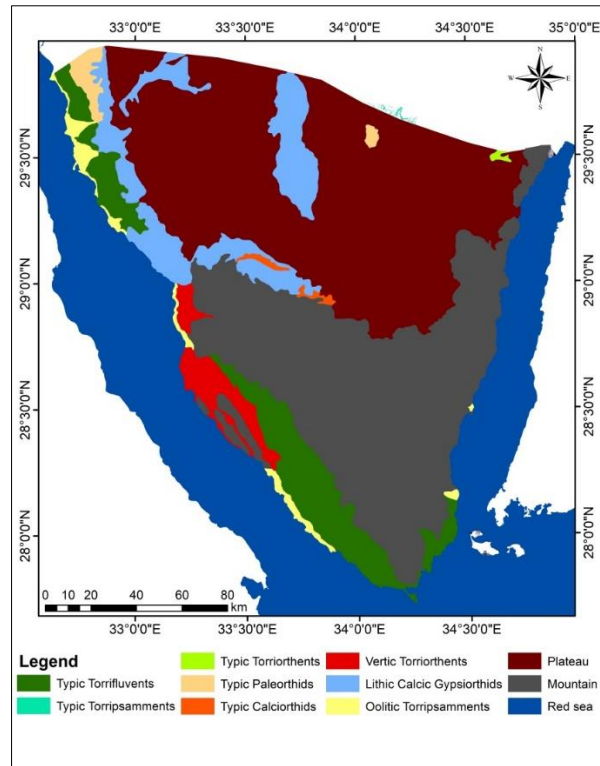 33°0'0"E 33°30'0"E 34°0'0"E 34°30'0"E 35°0'0"E
N
W E
S
29°30'0"N 29°30'0"N
29°0'0"N 29°0'0"N
28°30'0"N 28°30'0"N
28°0'0"N 28°0'0"N
0 10 20 40 60 80
km
33°0'0"E 33°30'0"E 34°0'0"E 34°30'0"E 35°0'0"E
Legend
Typic Torriorthents Vertic Torriorthents Plateau
Typic Torrifluvents Typic Paleorthids Lithic Calcic Gypsiorthids Mountain
Typic Torripsamments Typic Calciorthids Oolitic Torripsamments Red sea